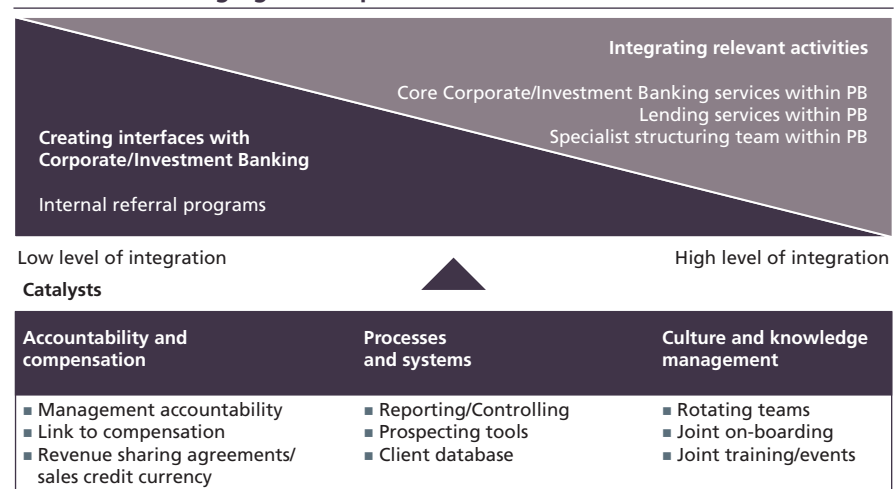 Integrating relevant activities
Core Corporate/Investment Banking services within PB
Lending services within PB
Specialist structuring team within PB
Creating interfaces with
Corporate/Investment Banking
Internal referral programs
Low level of integration
High level of integration
Catalysts
Accountability and
compensation
■ Management accountability
■ Link to compensation
■ Revenue sharing agreements/
sales credit currency
Processes
and systems
■ Reporting/Controlling
■ Prospecting tools
■ Client database
Culture and knowledge
management
■ Rotating teams
■ Joint on-boarding
■ Joint training/events